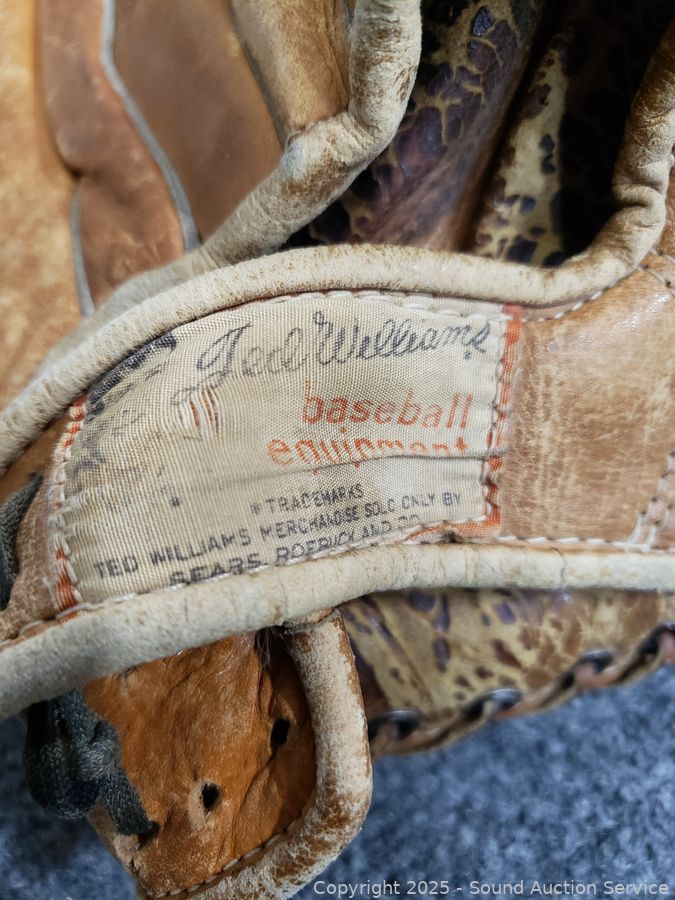 Ted Williams
baseball
equipment
* TRADEMARKS
TED WILLIAMS MERCHANDISE SOLD ONLY BY
SEARS, ROEBUCK AND CO.
Copyright 2025 - Sound Auction Service